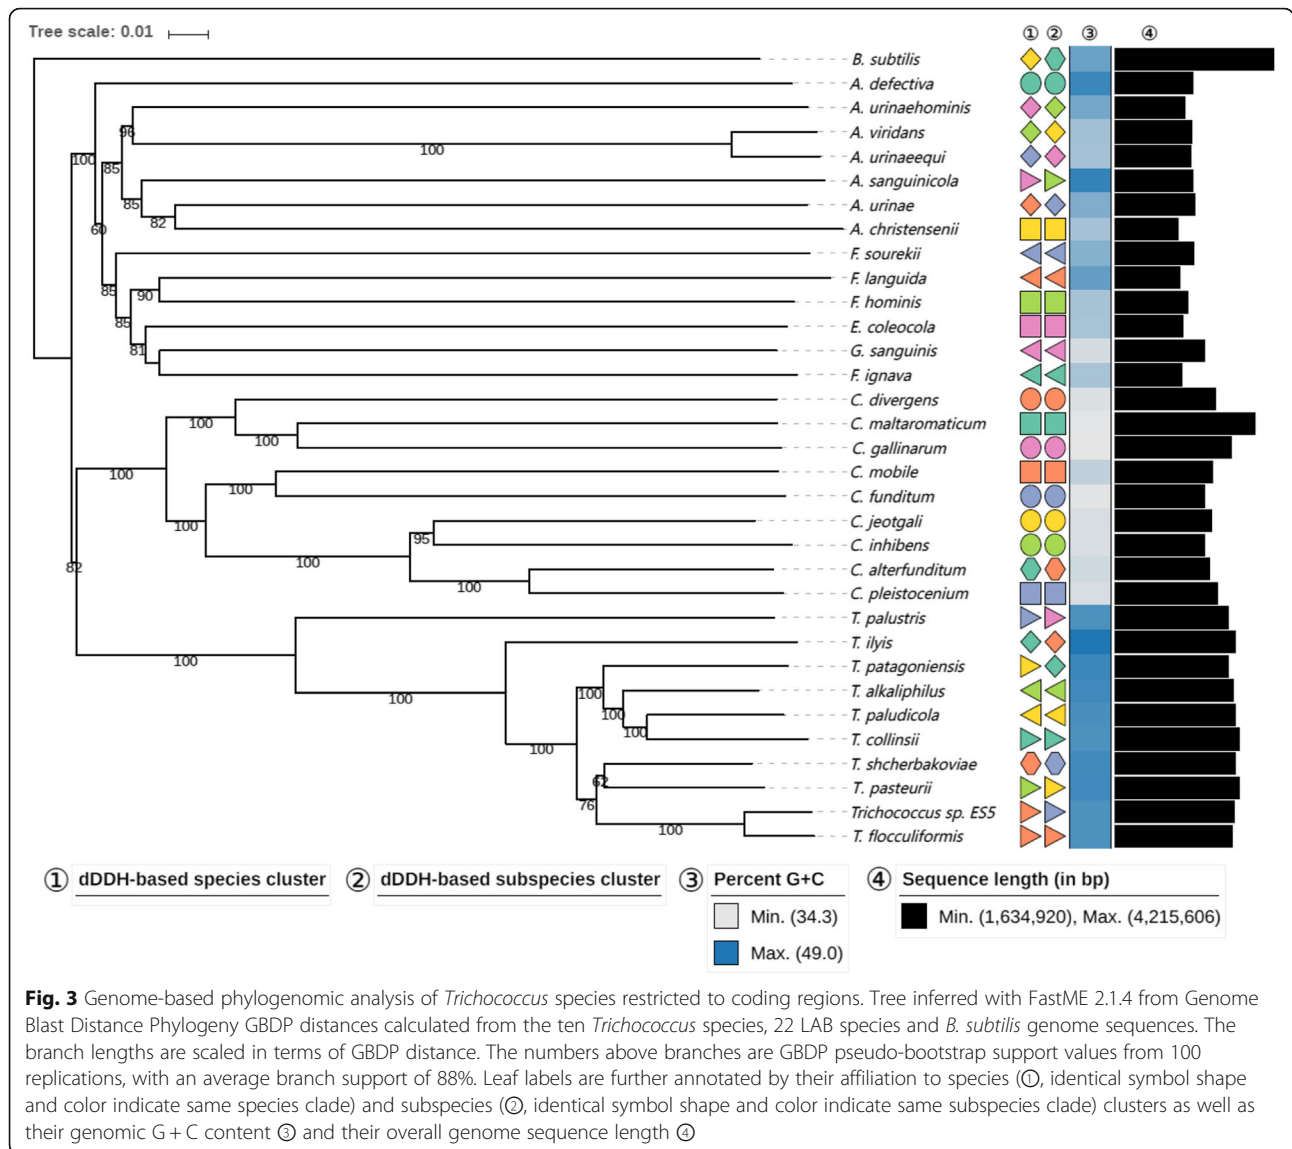 Tree scale: 0.01
① ② ③ ④
B. subtilis
A. defectiva
A. urinaehominis
A. viridans
A. urinaeequi
A. sanguinicola
A. urinae
A. christensenii
F. sourekii
F. languida
F. hominis
E. coleocola
G. sanguinis
F. ignava
C. divergens
C. maltaromaticum
C. gallinarum
C. mobile
C. funditum
C. jeotgali
C. inhibens
C. alterfunditum
C. pleistocenium
T. palustris
T. ilyis
T. patagoniensis
T. alkaliphilus
T. paludicola
T. collinsii
T. shcherbakoviae
T. pasteurii
Trichococcus sp. ES5
T. flocculiformis
96
100
100
85
85
82
60
85
90
85
81
100
100
100
100
100
95
100
100
82
100
100
100
100
100
100
62
76
100
① dDDH-based species cluster
② dDDH-based subspecies cluster
③ Percent G+C
Min. (34.3)
Max. (49.0)
④ Sequence length (in bp)
Min. (1,634,920), Max. (4,215,606)
Fig. 3 Genome-based phylogenomic analysis of Trichococcus species restricted to coding regions. Tree inferred with FastME 2.1.4 from Genome
Blast Distance Phylogeny GBDP distances calculated from the ten Trichococcus species, 22 LAB species and B. subtilis genome sequences. The
branch lengths are scaled in terms of GBDP distance. The numbers above branches are GBDP pseudo-bootstrap support values from 100
replications, with an average branch support of 88%. Leaf labels are further annotated by their affiliation to species (①, identical symbol shape
and color indicate same species clade) and subspecies (②, identical symbol shape and color indicate same subspecies clade) clusters as well as
their genomic G + C content ③ and their overall genome sequence length ④